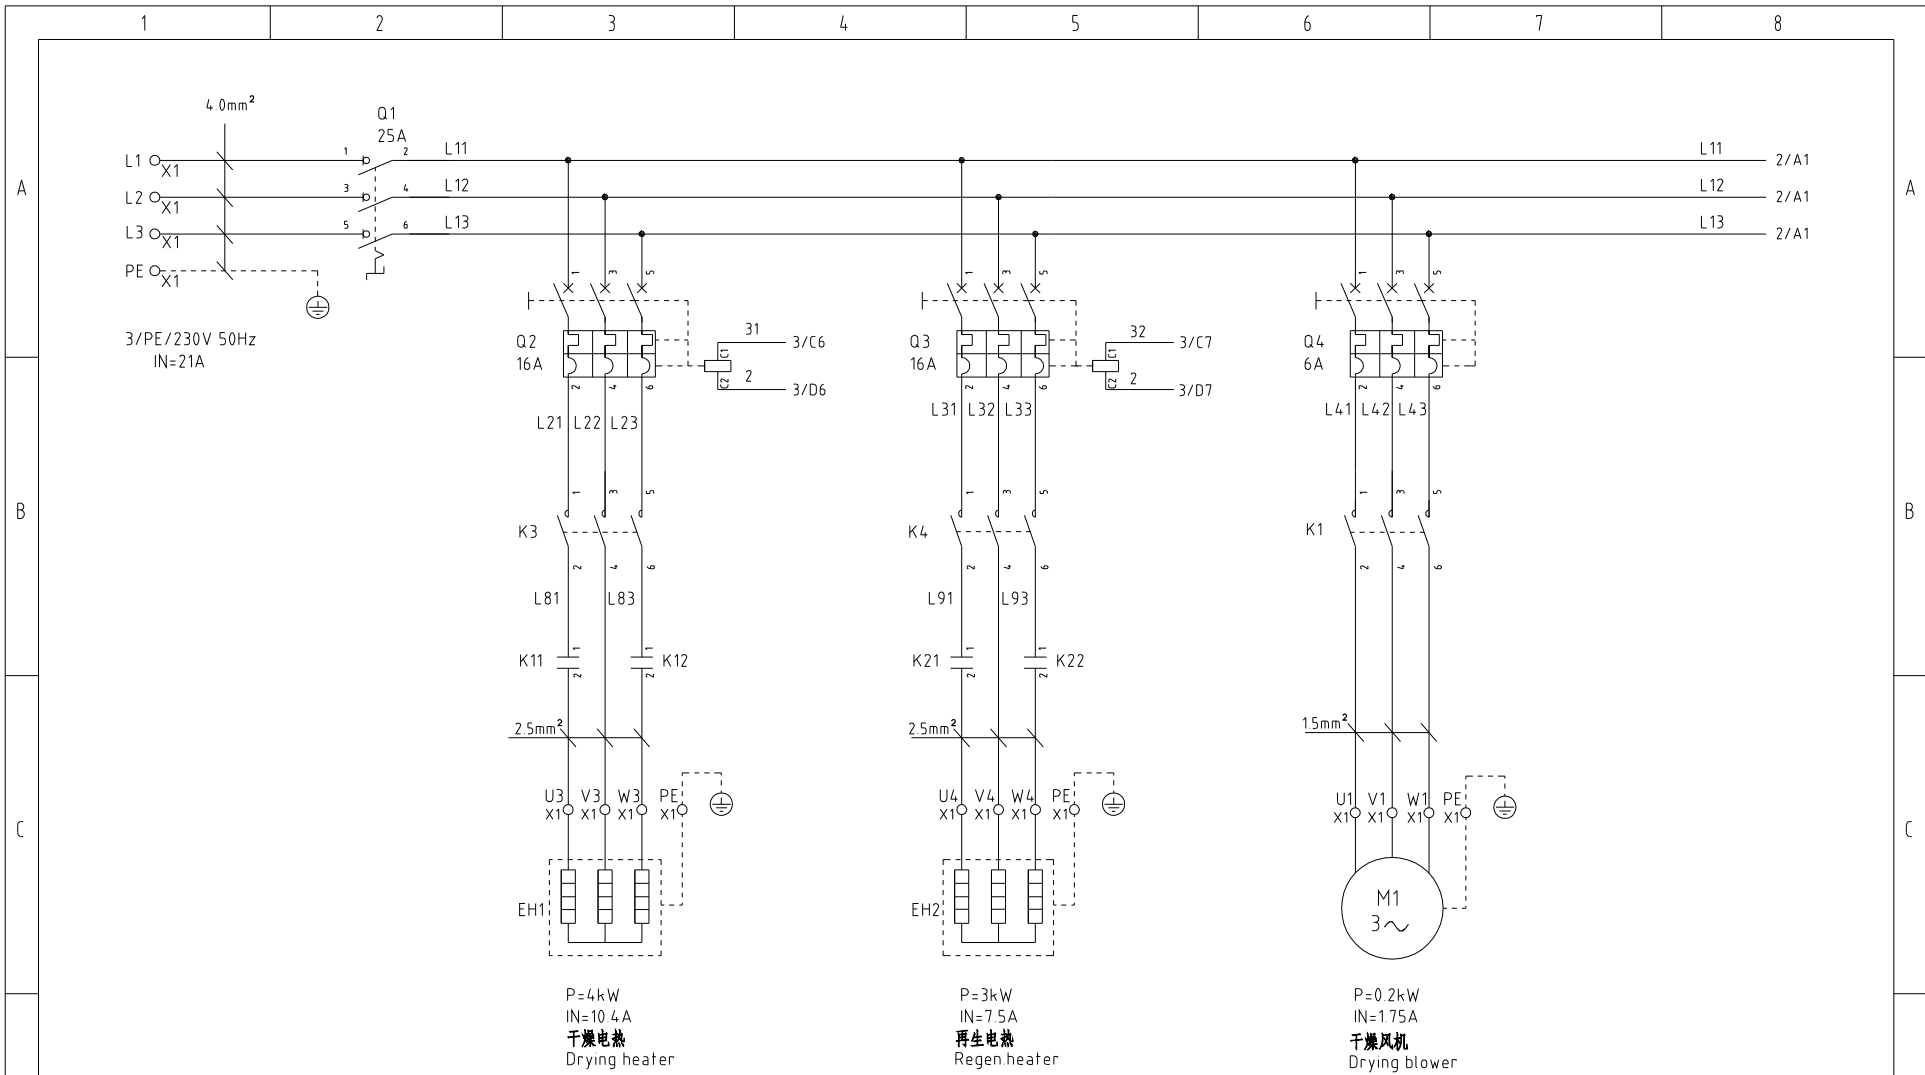 1 2 3 4 5 6 7 8
4.0mm²
Q1
25A
L1 X1 1 2 L11 L11 2/A1
A A
L2 X1 3 4 L12 L12 2/A1
L3 X1 5 6 L13 L13 2/A1
PE X1
1 3 5 1 3 5 1 3 5
3/PE/230V 50Hz
IN=21A
Q2
16A
C1 31 3/C6
C2 2 3/D6
Q3
16A
C1 32 3/C7
C2 2 3/D7
Q4
6A
2 4 6 2 4 6 2 4 6
L21 L22 L23 L31 L32 L33 L41 L42 L43
1 3 5 1 3 5 1 3 5
B K3 K4 K1 B
2 4 6 2 4 6 2 4 6
L81 L83 L91 L93
K11 1 2 1 2 K12 K21 1 2 1 2 K22
2.5mm² 2.5mm² 1.5mm²
U3 V3 W3 PE U4 V4 W4 PE U1 V1 W1 PE
X1 X1 X1 X1 X1 X1 X1 X1 X1 X1 X1 X1
C C
EH1 EH2 M1
3~
P=4kW
IN=10.4A
干燥电热
Drying heater
P=3kW
IN=7.5A
再生电热
Regen.heater
P=0.2kW
IN=1.75A
干燥风机
Drying blower